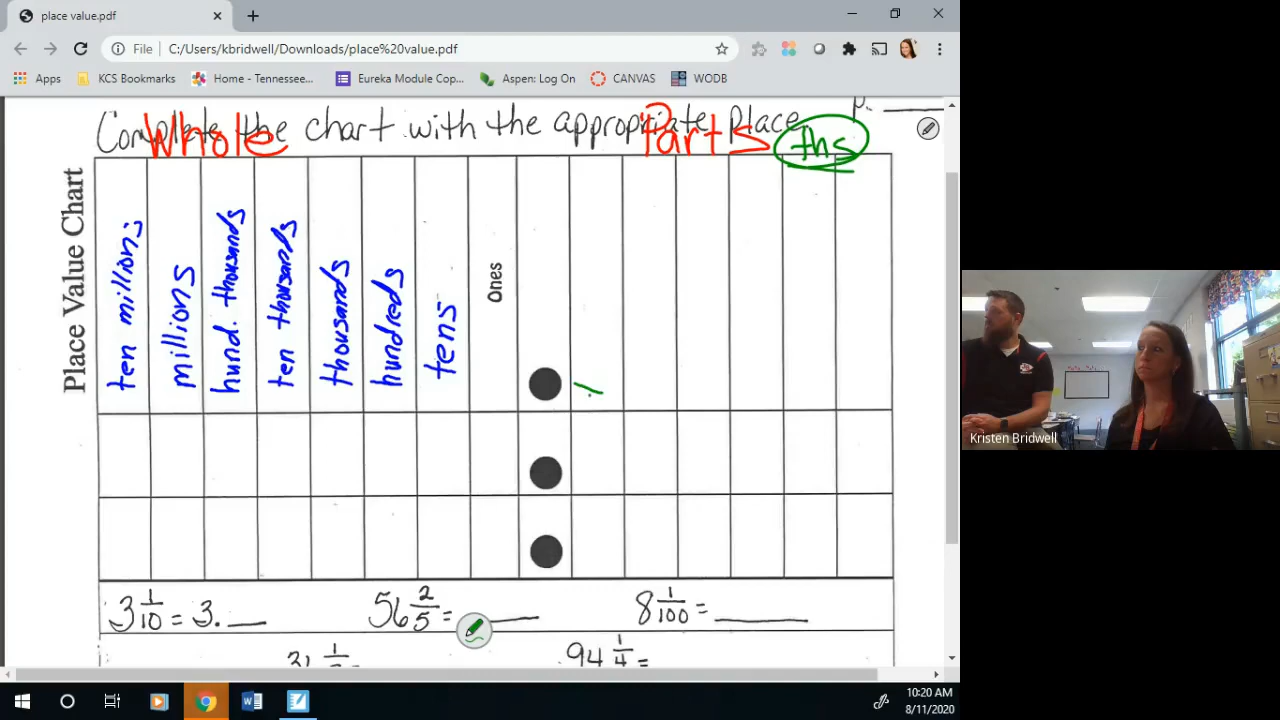 place value.pdf
File C:/Users/kbridwell/Downloads/place%20value.pdf
Apps KCS Bookmarks Home - Tennessee... Eureka Module Cop... Aspen: Log On CANVAS WODB
Complete the chart with the appropriate place
Whole Parts ths
Place Value Chart
ten millions
millions
hund. thousands
ten thousands
thousands
hundreds
tens
Ones
3 1/10 = 3. __
56 2/5 = ____
8 1/100 = ____
94 1/4 =
Kristen Bridwell
10:20 AM
8/11/2020